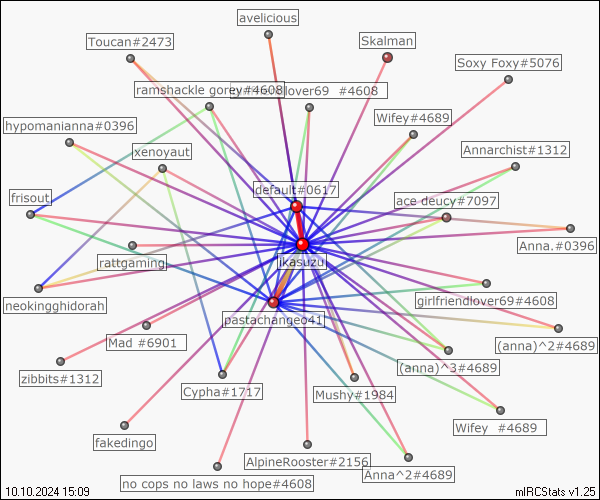 avelicious
Toucan#2473
Skalman
Soxy Foxy#5076
ramshackle gorey#4608
lover69 #4608
hypomanianna#0396
Wifey#4689
xenoyaut
Annarchist#1312
default#0617
frisout
ace deucy#7097
Anna.#0396
rattgaming
jkasuzu
neokingghidorah
girlfriendlover69#4608
pastachangeo41
Mad #6901
(anna)^2#4689
(anna)^3#4689
zibbits#1312
Cypha#1717
Mushy#1984
Wifey #4689
fakedingo
AlpineRooster#2156
Anna^2#4689
no cops no laws no hope#4608
10.10.2024 15:09
mIRCStats v1.25